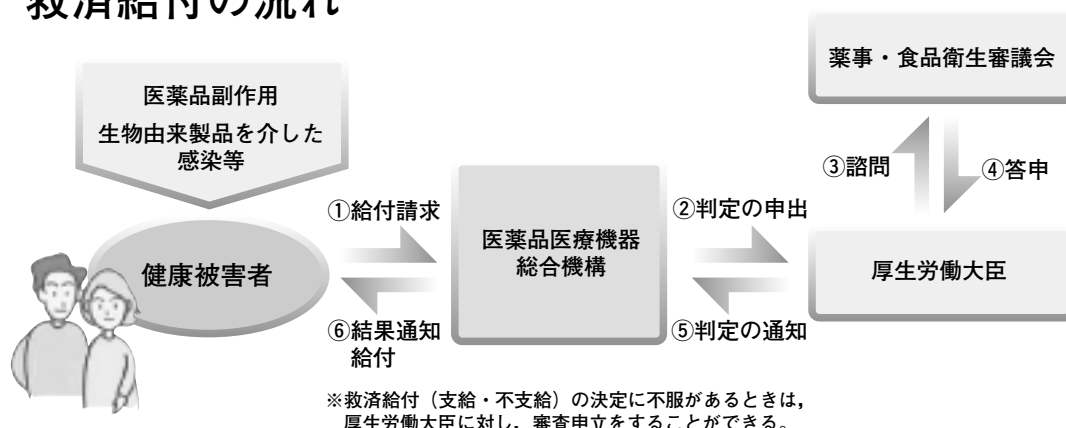 救済給付の流れ
医薬品副作用
生物由来製品を介した
感染等
健康被害者
①給付請求
⑥結果通知
給付
医薬品医療機器
総合機構
②判定の申出
⑤判定の通知
薬事・食品衛生審議会
③諮問
④答申
厚生労働大臣
※救済給付（支給・不支給）の決定に不服があるときは，
厚生労働大臣に対し，審査申立をすることができる。